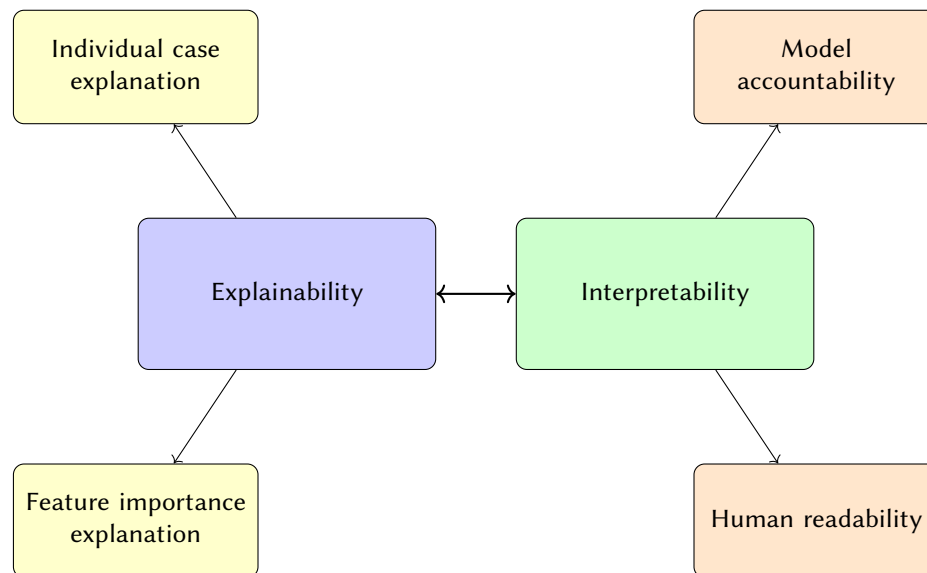 Individual case
explanation
Model
accountability
Explainability
Interpretability
Feature importance
explanation
Human readability